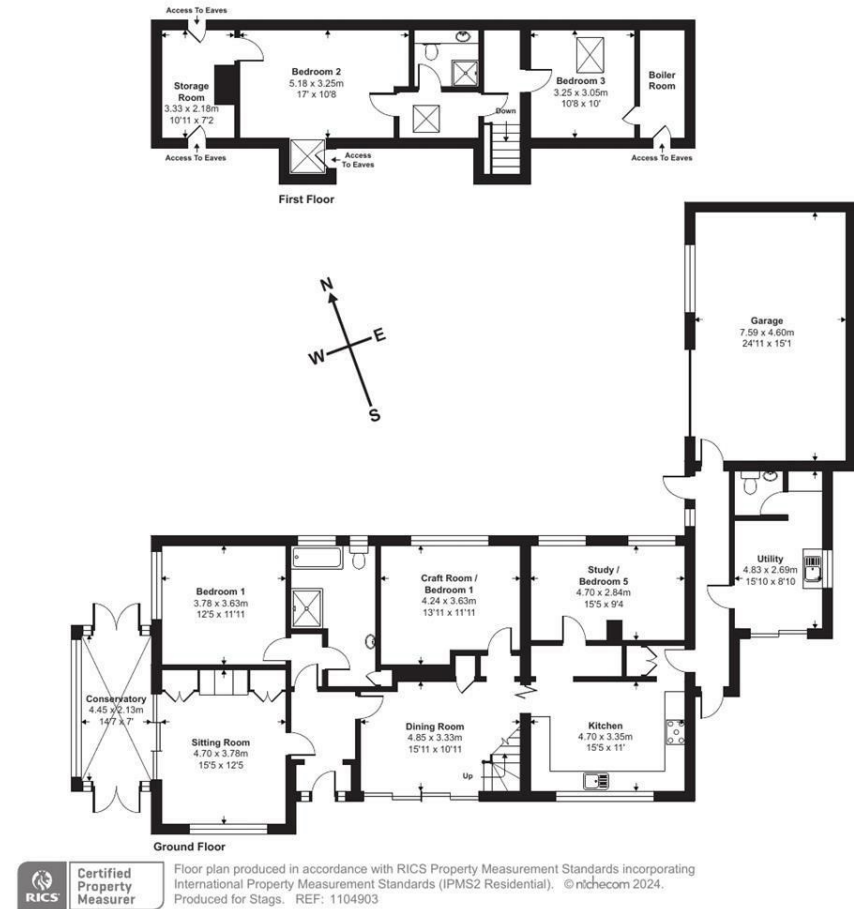 Access To Eaves
Storage
Room
3.33 x 2.18m
10'11 x 7'2
Access To Eaves
Bedroom 2
5.18 x 3.25m
17' x 10'8
Access
To Eaves
Down
Bedroom 3
3.25 x 3.05m
10'8 x 10'
Boiler
Room
Access To Eaves
First Floor
N
W
E
S
Garage
7.59 x 4.60m
24'11 x 15'1
Utility
4.83 x 2.69m
15'10 x 8'10
Bedroom 1
3.78 x 3.63m
12'5 x 11'11
Craft Room /
Bedroom 1
4.24 x 3.63m
13'11 x 11'11
Study /
Bedroom 5
4.70 x 2.84m
15'5 x 9'4
Conservatory
4.45 x 2.13m
14'7 x 7'
Sitting Room
4.70 x 3.78m
15'5 x 12'5
Dining Room
4.85 x 3.33m
15'11 x 10'11
Up
Kitchen
4.70 x 3.35m
15'5 x 11'
Ground Floor
RICS
Certified
Property
Measurer
Floor plan produced in accordance with RICS Property Measurement Standards incorporating
International Property Measurement Standards (IPMS2 Residential). © nichecom 2024.
Produced for Stags. REF: 1104903